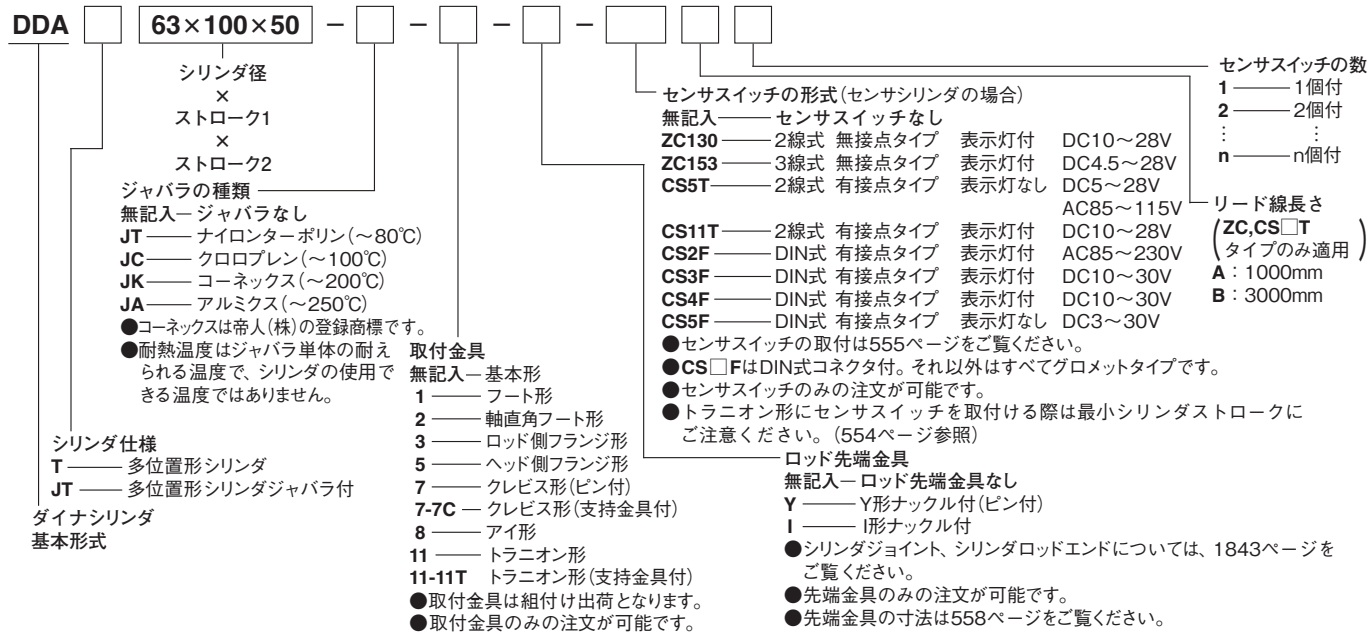 DDA □ 63×100×50 − □ − □ − □ − □ □ □
シリンダ径
×
ストローク1
×
ストローク2
ジャバラの種類
無記入 ジャバラなし
JT ナイロンターポリン(～80℃)
JC クロロプレン(～100℃)
JK コーネックス(～200℃)
JA アルミクス(～250℃)
●コーネックスは帝人(株)の登録商標です。
●耐熱温度はジャバラ単体の耐え
られる温度で、シリンダの使用で
きる温度ではありません。
シリンダ仕様
T 多位置形シリンダ
JT 多位置形シリンダジャバラ付
ダイナシリンダ
基本形式
取付金具
無記入 基本形
1 フート形
2 軸直角フート形
3 ロッド側フランジ形
5 ヘッド側フランジ形
7 クレビス形(ピン付)
7-7C クレビス形(支持金具付)
8 アイ形
11 トラニオン形
11-11T トラニオン形(支持金具付)
●取付金具は組付け出荷となります。
●取付金具のみの注文が可能です。
センサスイッチの形式(センサシリンダの場合)
無記入 センサスイッチなし
ZC130 2線式 無接点タイプ 表示灯付 DC10～28V
ZC153 3線式 無接点タイプ 表示灯付 DC4.5～28V
CS5T 2線式 有接点タイプ 表示灯なし DC5～28V
AC85～115V
CS11T 2線式 有接点タイプ 表示灯付 DC10～28V
CS2F DIN式 有接点タイプ 表示灯付 AC85～230V
CS3F DIN式 有接点タイプ 表示灯付 DC10～30V
CS4F DIN式 有接点タイプ 表示灯付 DC10～30V
CS5F DIN式 有接点タイプ 表示灯なし DC3～30V
●センサスイッチの取付は555ページをご覧ください。
●CS□FはDIN式コネクタ付。それ以外はすべてグロメットタイプです。
●センサスイッチのみの注文が可能です。
●トラニオン形にセンサスイッチを取付ける際は最小シリンダストロークに
ご注意ください。(554ページ参照)
ロッド先端金具
無記入 ロッド先端金具なし
Y Y形ナックル付(ピン付)
I I形ナックル付
●シリンダジョイント、シリンダロッドエンドについては、1843ページを
ご覧ください。
●先端金具のみの注文が可能です。
●先端金具の寸法は558ページをご覧ください。
センサスイッチの数
1 1個付
2 2個付
⋮ ⋮
n n個付
リード線長さ
(ZC,CS□T
タイプのみ適用)
A：1000mm
B：3000mm